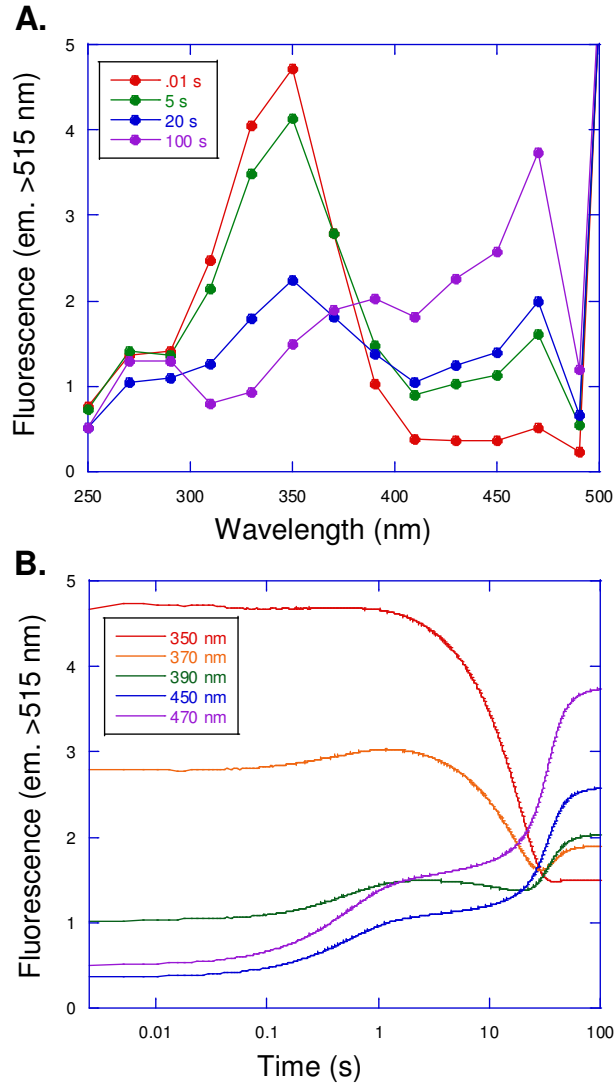 A.
Fluorescence (em. >515 nm)
5
4
3
2
1
0
.01 s
5 s
20 s
100 s
250
300
350
400
450
500
Wavelength (nm)
B.
Fluorescence (em. >515 nm)
5
4
3
2
1
0
350 nm
370 nm
390 nm
450 nm
470 nm
0.01
0.1
1
10
100
Time (s)